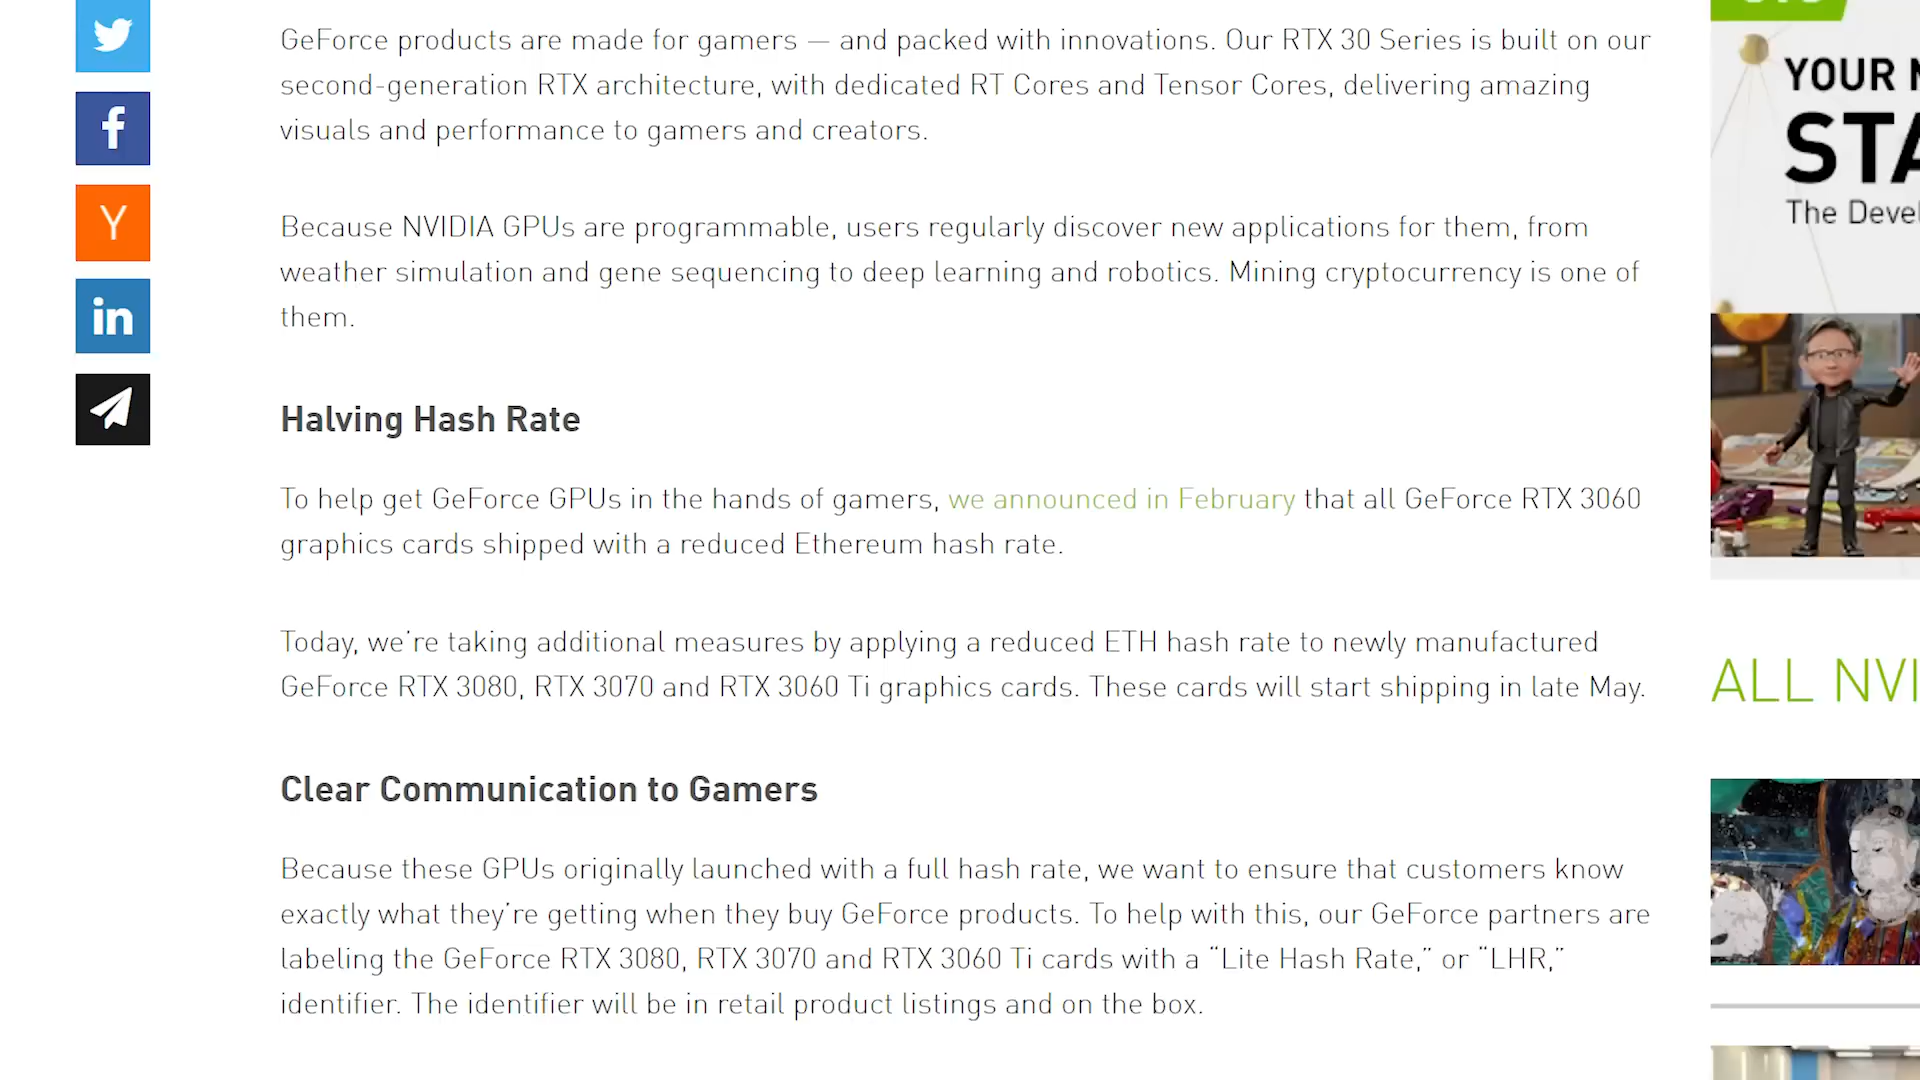 GeForce products are made for gamers — and packed with innovations. Our RTX 30 Series is built on our
second-generation RTX architecture, with dedicated RT Cores and Tensor Cores, delivering amazing
visuals and performance to gamers and creators.
Because NVIDIA GPUs are programmable, users regularly discover new applications for them, from
weather simulation and gene sequencing to deep learning and robotics. Mining cryptocurrency is one of
them.
Halving Hash Rate
To help get GeForce GPUs in the hands of gamers, we announced in February that all GeForce RTX 3060
graphics cards shipped with a reduced Ethereum hash rate.
Today, we're taking additional measures by applying a reduced ETH hash rate to newly manufactured
GeForce RTX 3080, RTX 3070 and RTX 3060 Ti graphics cards. These cards will start shipping in late May.
Clear Communication to Gamers
Because these GPUs originally launched with a full hash rate, we want to ensure that customers know
exactly what they're getting when they buy GeForce products. To help with this, our GeForce partners are
labeling the GeForce RTX 3080, RTX 3070 and RTX 3060 Ti cards with a “Lite Hash Rate,” or “LHR,”
identifier. The identifier will be in retail product listings and on the box.
f
Y
in
YOUR
STA
The Devel
ALL NVI